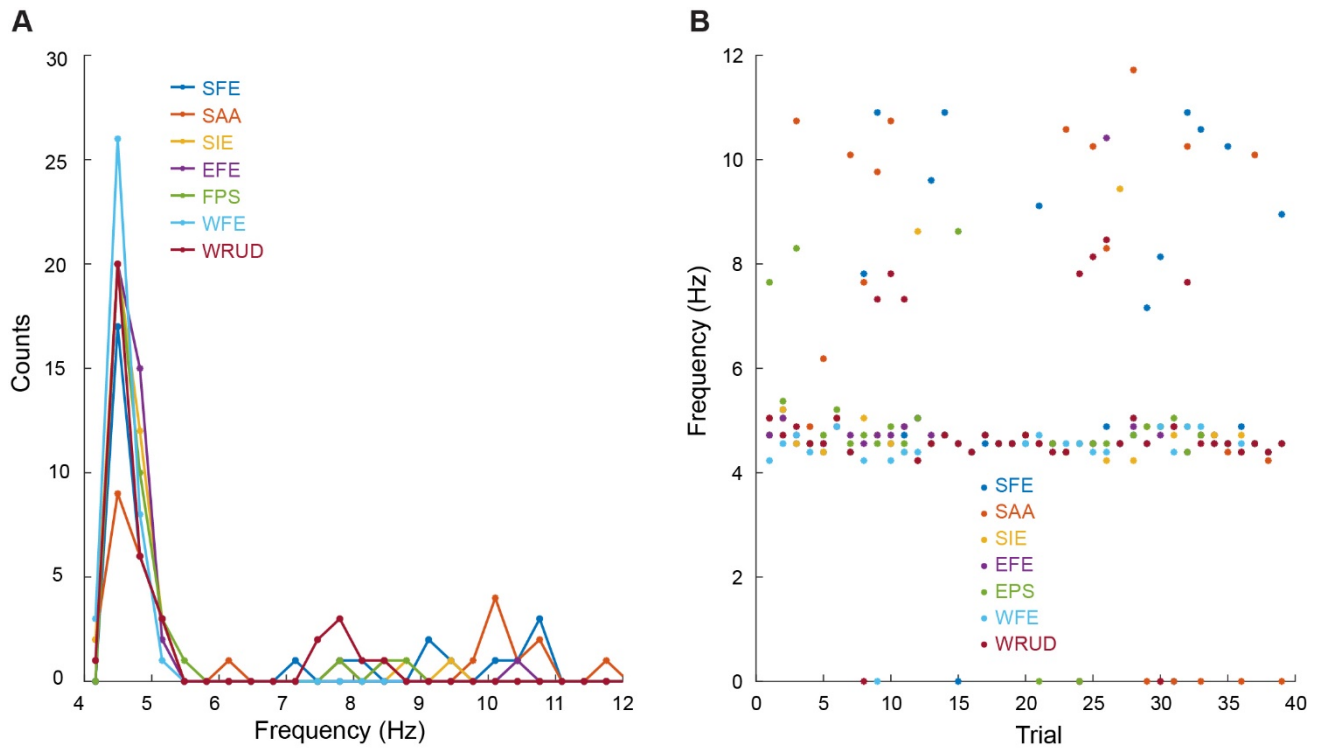 A
30
25
20
15
10
5
0
Counts
SFE
SAA
SIE
EFE
FPS
WFE
WRUD
4 5 6 7 8 9 10 11 12
Frequency (Hz)
B
12
10
8
6
4
2
0
Frequency (Hz)
SFE
SAA
SIE
EFE
EPS
WFE
WRUD
0 5 10 15 20 25 30 35 40
Trial